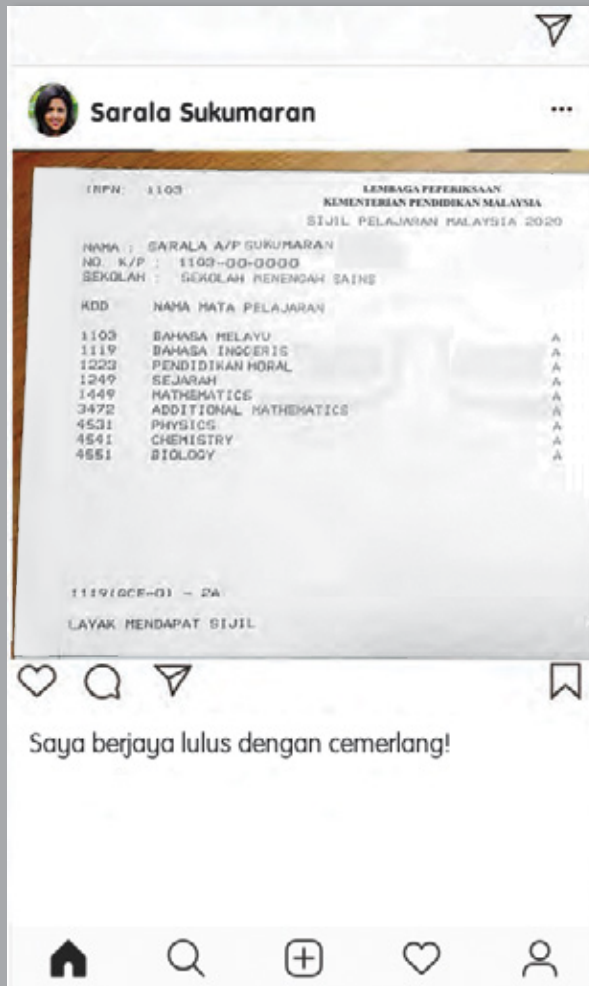 Sarala Sukumaran
...
LEMBAGA PEPERIKSAAN
KEMENTERIAN PENDIDIKAN MALAYSIA
SIJIL PELAJARAN MALAYSIA 2020
1103
NAMA : SARALA A/P SUKUMARAN
NO. K/P : 1103-00-0000
SEKOLAH : SEKOLAH MENENGAH SAINS
KOD NAMA MATA PELAJARAN
1103 BAHASA MELAYU A
1119 BAHASA INGGERIS A
1223 PENDIDIKAN MORAL A
1249 SEJARAH A
1449 MATHEMATICS A
3472 ADDITIONAL MATHEMATICS A
4531 PHYSICS A
4541 CHEMISTRY A
4551 BIOLOGY A
1119(GCE-O) - 2A
LAYAK MENDAPAT SIJIL
Saya berjaya lulus dengan cemerlang!